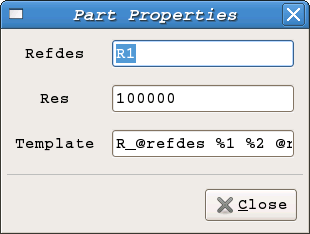 Part Properties
Refdes R1
Res 100000
Template R_@refdes %1 %2 @r
Close